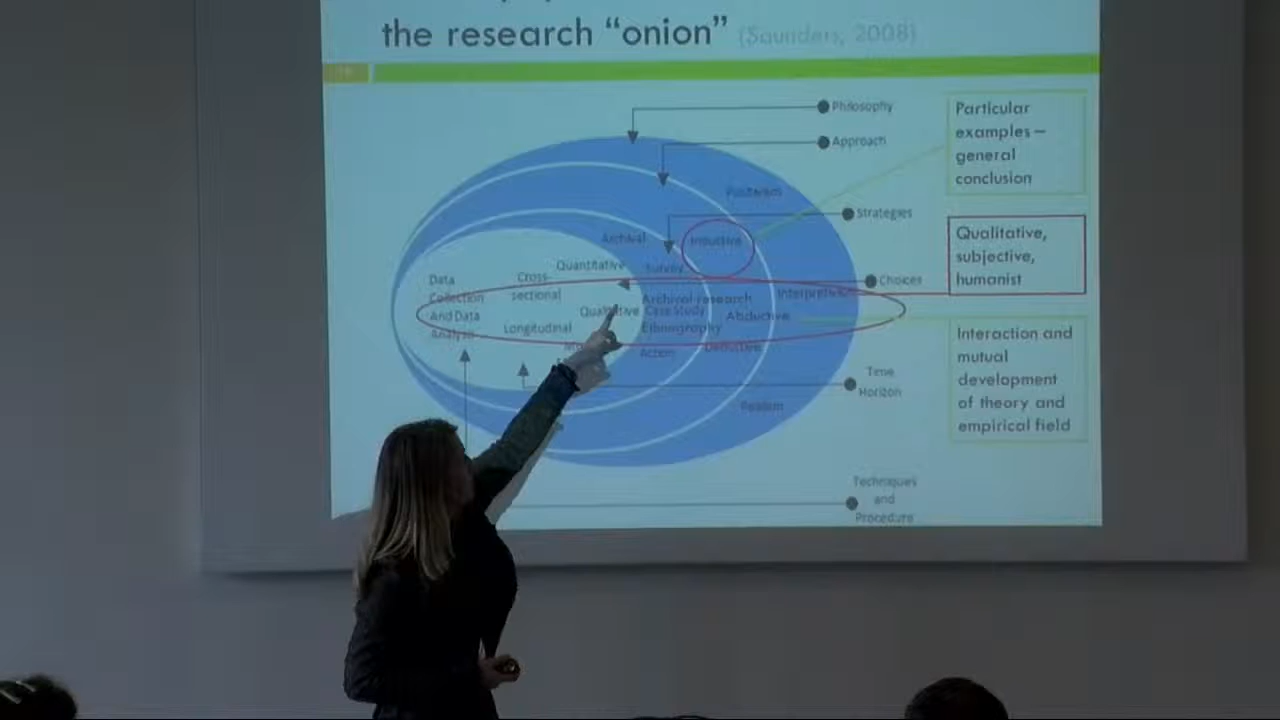 the research “onion” (Saunders, 2008)
Philosophy
Approach
Particular
examples –
general
conclusion
Positivism
Strategies
Archival
Inductive
Qualitative,
subjective,
humanist
Quantitative
Survey
Data
Collection
And Data
Analysis
Cross-
sectional
Choices
Archival research
Interpretivism
Qualitative
Case Study
Abductive
Longitudinal
Ethnography
Action
Deductive
Interaction and
mutual
development
of theory and
empirical field
Time
Horizon
Realism
Techniques
and
Procedure